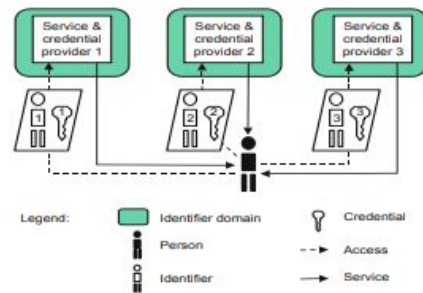 Service &
credential
provider 1
Service &
credential
provider 2
Service &
credential
provider 3
1
1
2
2
3
3
Legend:
Identifier domain
Credential
Person
Access
Identifier
Service